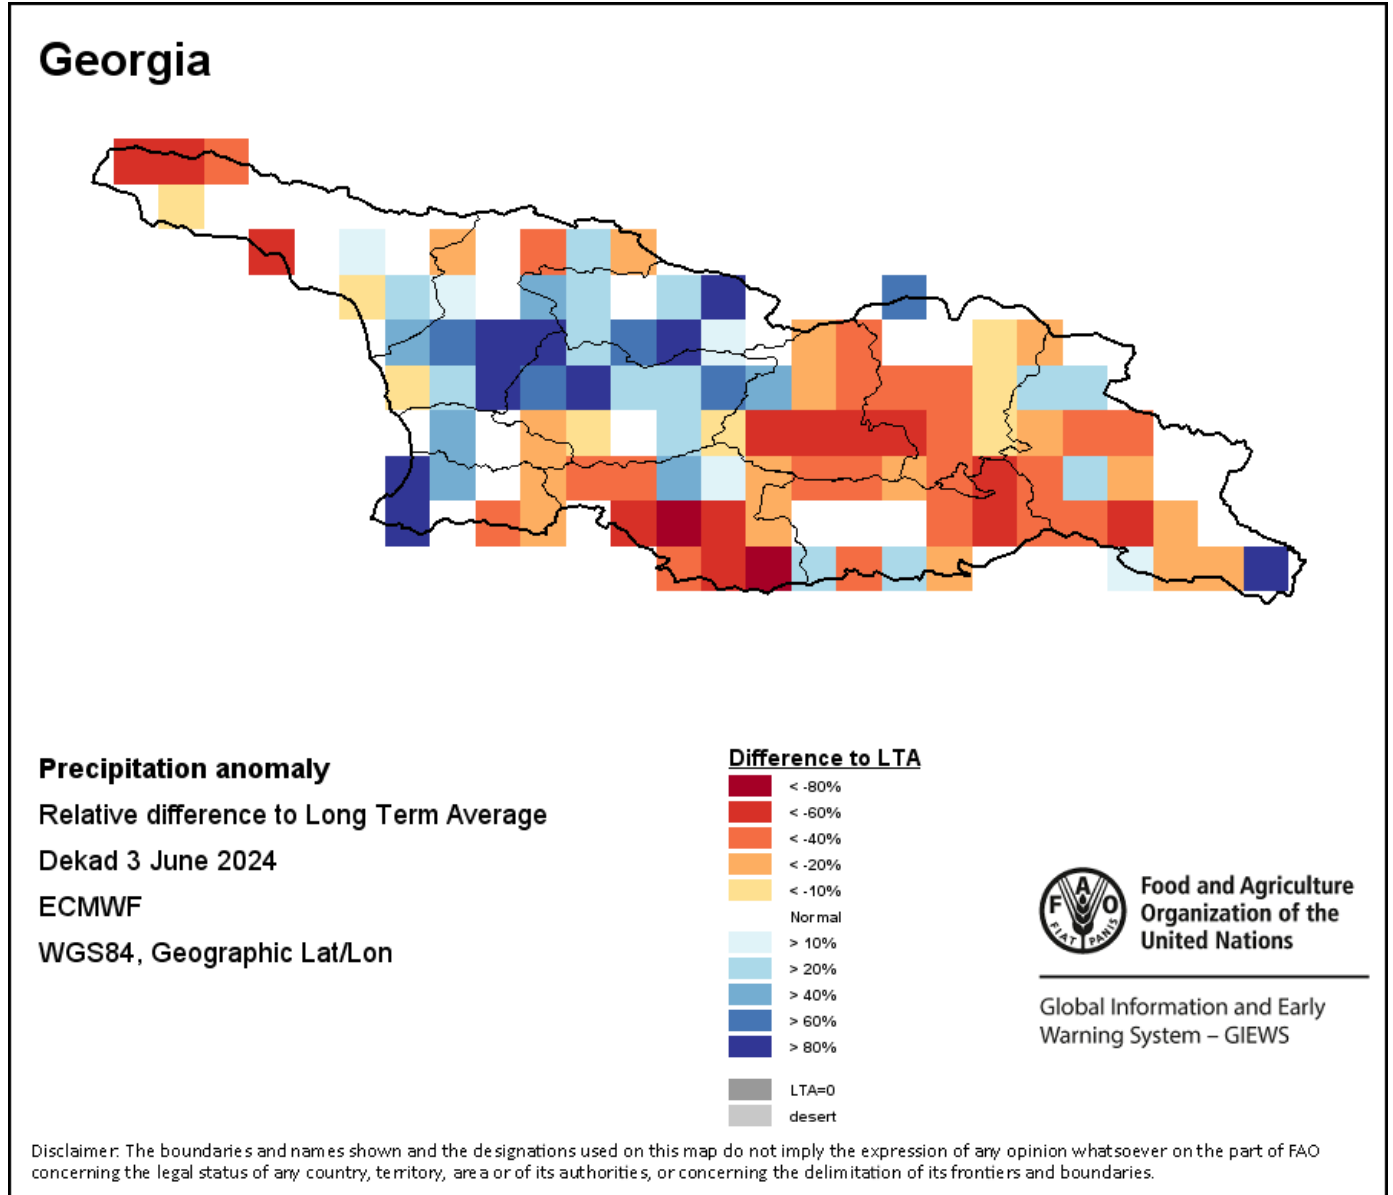 Georgia
Precipitation anomaly
Relative difference to Long Term Average
Dekad 3 June 2024
ECMWF
WGS84, Geographic Lat/Lon
Difference to LTA
< -80%
< -60%
< -40%
< -20%
< -10%
Normal
> 10%
> 20%
> 40%
> 60%
> 80%
LTA=0
desert
F A O
FIAT PANIS
Food and Agriculture
Organization of the
United Nations
Global Information and Early
Warning System – GIEWS
Disclaimer: The boundaries and names shown and the designations used on this map do not imply the expression of any opinion whatsoever on the part of FAO
concerning the legal status of any country, territory, area or of its authorities, or concerning the delimitation of its frontiers and boundaries.